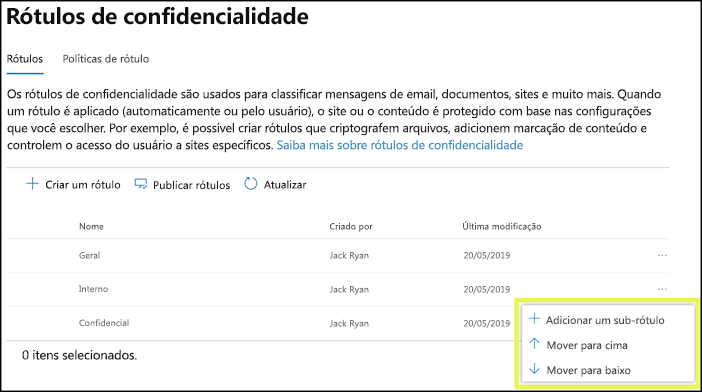 Rótulos de confidencialidade
Rótulos Políticas de rótulo
Os rótulos de confidencialidade são usados para classificar mensagens de email, documentos, sites e muito mais. Quando
um rótulo é aplicado (automaticamente ou pelo usuário), o site ou o conteúdo é protegido com base nas configurações
que você escolher. Por exemplo, é possível criar rótulos que criptografem arquivos, adicionem marcação de conteúdo e
controlem o acesso do usuário a sites específicos. Saiba mais sobre rótulos de confidencialidade
Criar um rótulo Publicar rótulos Atualizar
Nome Criado por Última modificação
Geral Jack Ryan 20/05/2019 ...
Interno Jack Ryan 20/05/2019 ...
Confidencial Jack Ryan 20/05/2019
Adicionar um sub-rótulo
Mover para cima
Mover para baixo
0 itens selecionados.